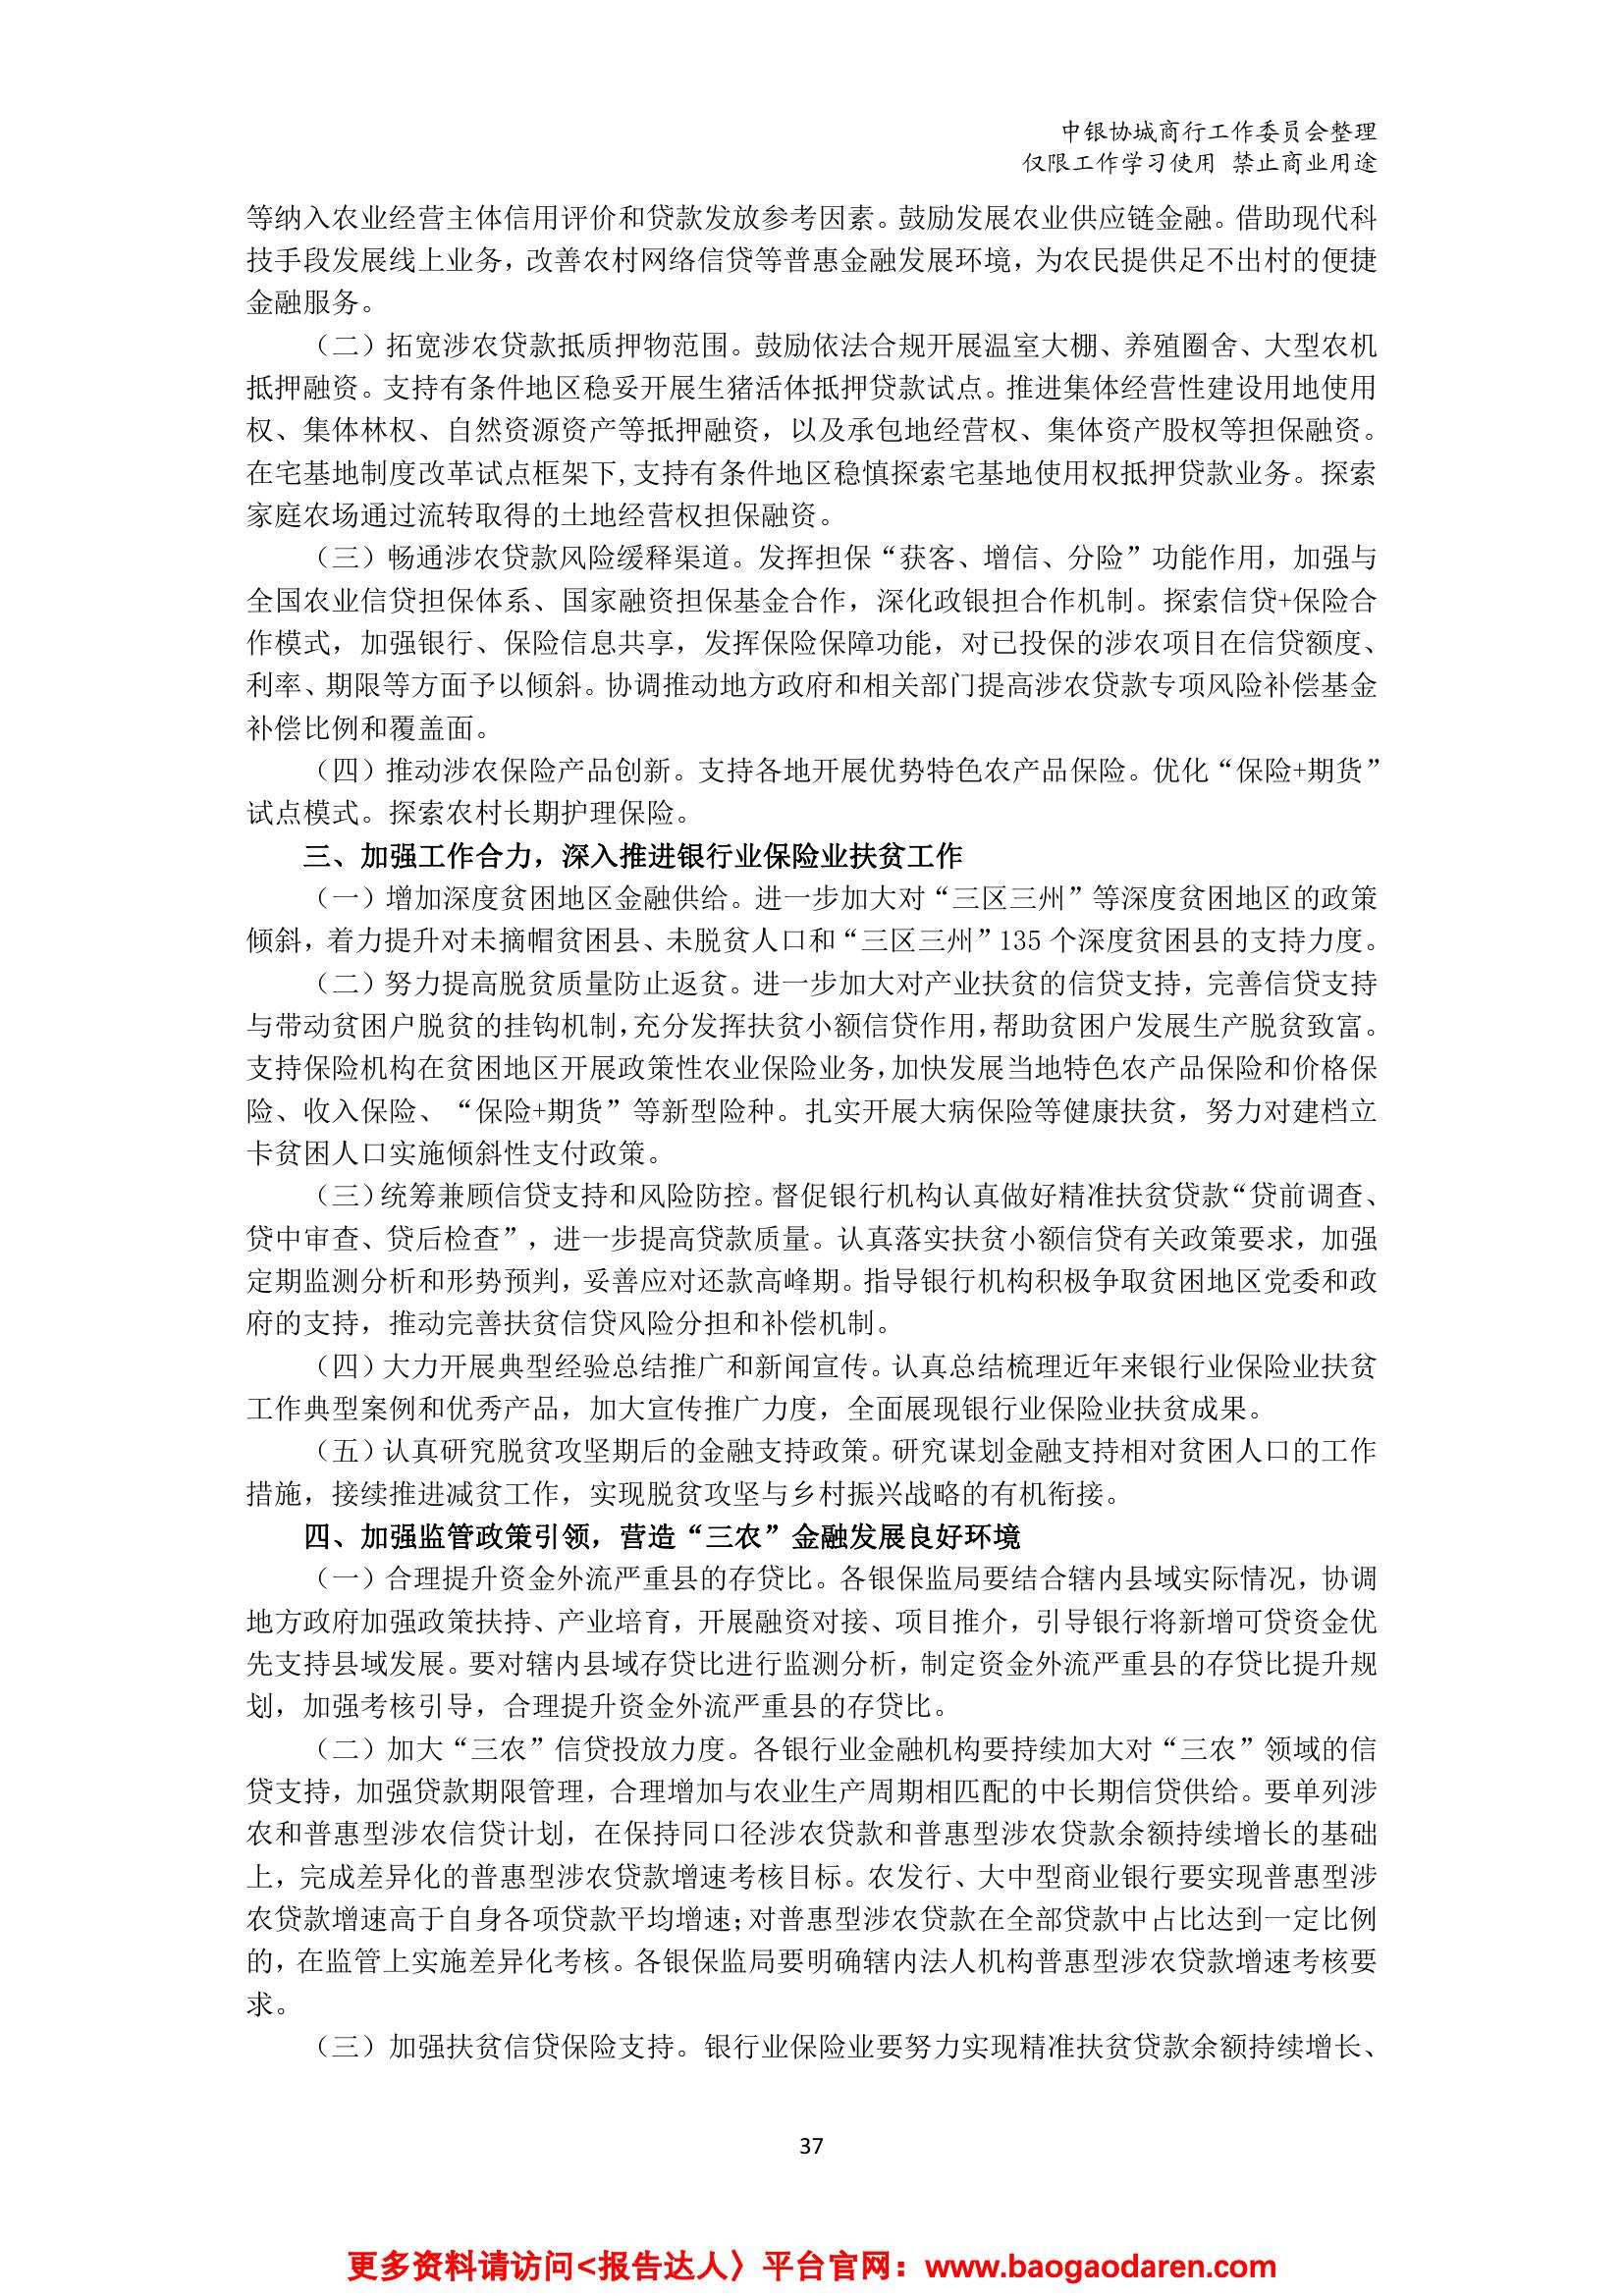 中银协城商行工作委员会整理
仅限工作学习使用 禁止商业用途
等纳入农业经营主体信用评价和贷款发放参考因素。鼓励发展农业供应链金融。借助现代科
技手段发展线上业务，改善农村网络信贷等普惠金融发展环境，为农民提供足不出村的便捷
金融服务。
（二）拓宽涉农贷款抵质押物范围。鼓励依法合规开展温室大棚、养殖圈舍、大型农机
抵押融资。支持有条件地区稳妥开展生猪活体抵押贷款试点。推进集体经营性建设用地使用
权、集体林权、自然资源资产等抵押融资，以及承包地经营权、集体资产股权等担保融资。
在宅基地制度改革试点框架下,支持有条件地区稳慎探索宅基地使用权抵押贷款业务。探索
家庭农场通过流转取得的土地经营权担保融资。
（三）畅通涉农贷款风险缓释渠道。发挥担保“获客、增信、分险”功能作用，加强与
全国农业信贷担保体系、国家融资担保基金合作，深化政银担合作机制。探索信贷+保险合
作模式，加强银行、保险信息共享，发挥保险保障功能，对已投保的涉农项目在信贷额度、
利率、期限等方面予以倾斜。协调推动地方政府和相关部门提高涉农贷款专项风险补偿基金
补偿比例和覆盖面。
（四）推动涉农保险产品创新。支持各地开展优势特色农产品保险。优化“保险+期货”
试点模式。探索农村长期护理保险。
三、加强工作合力，深入推进银行业保险业扶贫工作
（一）增加深度贫困地区金融供给。进一步加大对“三区三州”等深度贫困地区的政策
倾斜，着力提升对未摘帽贫困县、未脱贫人口和“三区三州”135 个深度贫困县的支持力度。
（二）努力提高脱贫质量防止返贫。进一步加大对产业扶贫的信贷支持，完善信贷支持
与带动贫困户脱贫的挂钩机制，充分发挥扶贫小额信贷作用，帮助贫困户发展生产脱贫致富。
支持保险机构在贫困地区开展政策性农业保险业务，加快发展当地特色农产品保险和价格保
险、收入保险、“保险+期货”等新型险种。扎实开展大病保险等健康扶贫，努力对建档立
卡贫困人口实施倾斜性支付政策。
（三）统筹兼顾信贷支持和风险防控。督促银行机构认真做好精准扶贫贷款“贷前调查、
贷中审查、贷后检查”，进一步提高贷款质量。认真落实扶贫小额信贷有关政策要求，加强
定期监测分析和形势预判，妥善应对还款高峰期。指导银行机构积极争取贫困地区党委和政
府的支持，推动完善扶贫信贷风险分担和补偿机制。
（四）大力开展典型经验总结推广和新闻宣传。认真总结梳理近年来银行业保险业扶贫
工作典型案例和优秀产品，加大宣传推广力度，全面展现银行业保险业扶贫成果。
（五）认真研究脱贫攻坚期后的金融支持政策。研究谋划金融支持相对贫困人口的工作
措施，接续推进减贫工作，实现脱贫攻坚与乡村振兴战略的有机衔接。
四、加强监管政策引领，营造“三农”金融发展良好环境
（一）合理提升资金外流严重县的存贷比。各银保监局要结合辖内县域实际情况，协调
地方政府加强政策扶持、产业培育，开展融资对接、项目推介，引导银行将新增可贷资金优
先支持县域发展。要对辖内县域存贷比进行监测分析，制定资金外流严重县的存贷比提升规
划，加强考核引导，合理提升资金外流严重县的存贷比。
（二）加大“三农”信贷投放力度。各银行业金融机构要持续加大对“三农”领域的信
贷支持，加强贷款期限管理，合理增加与农业生产周期相匹配的中长期信贷供给。要单列涉
农和普惠型涉农信贷计划，在保持同口径涉农贷款和普惠型涉农贷款余额持续增长的基础
上，完成差异化的普惠型涉农贷款增速考核目标。农发行、大中型商业银行要实现普惠型涉
农贷款增速高于自身各项贷款平均增速；对普惠型涉农贷款在全部贷款中占比达到一定比例
的，在监管上实施差异化考核。各银保监局要明确辖内法人机构普惠型涉农贷款增速考核要
求。
（三）加强扶贫信贷保险支持。银行业保险业要努力实现精准扶贫贷款余额持续增长、
37
更多资料请访问<报告达人〉平台官网：www.baogaodaren.com